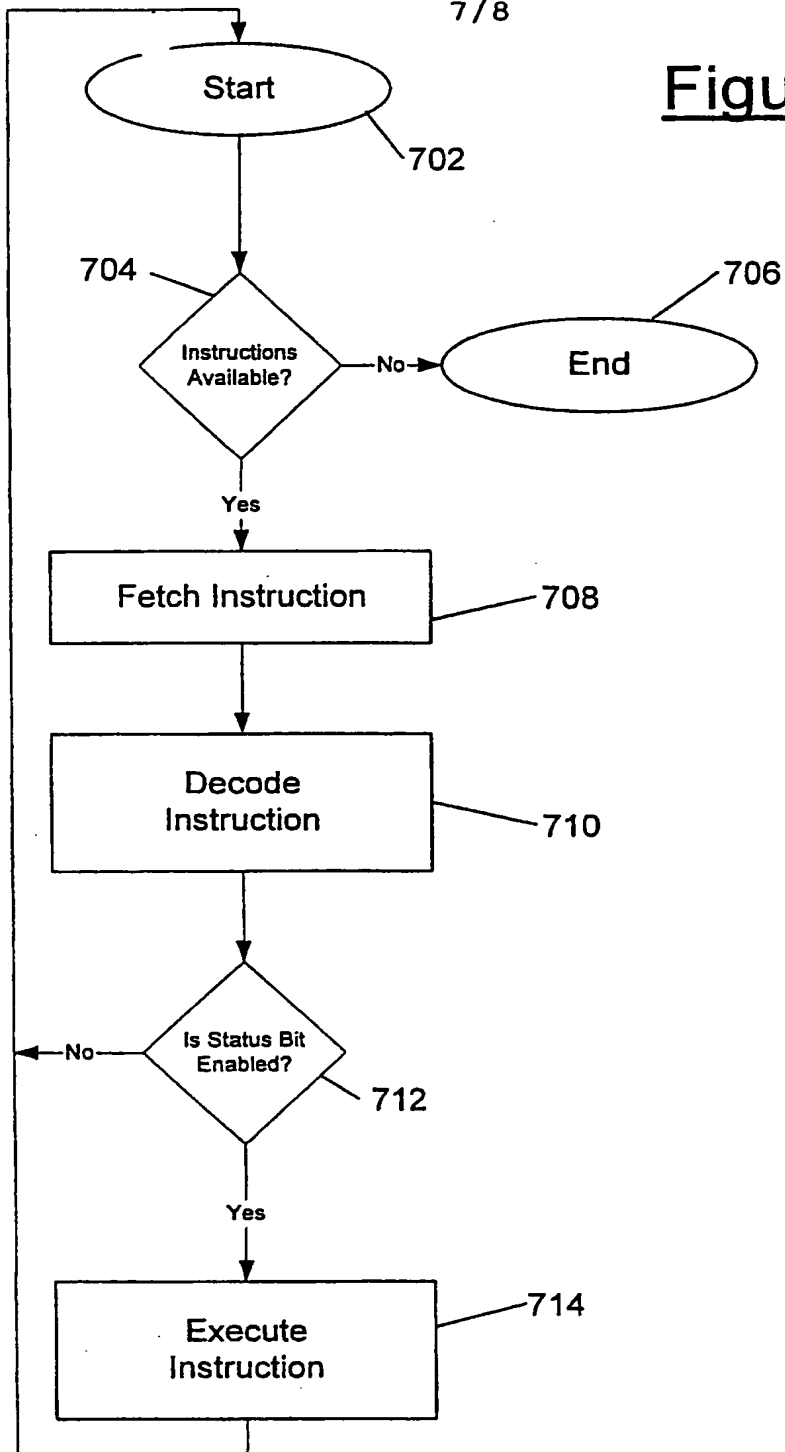 7/8
Start
Figu
702
704
706
Instructions
Available?
No
End
Yes
Fetch Instruction
708
Decode
Instruction
710
Is Status Bit
Enabled?
No
712
Yes
714
Execute
Instruction